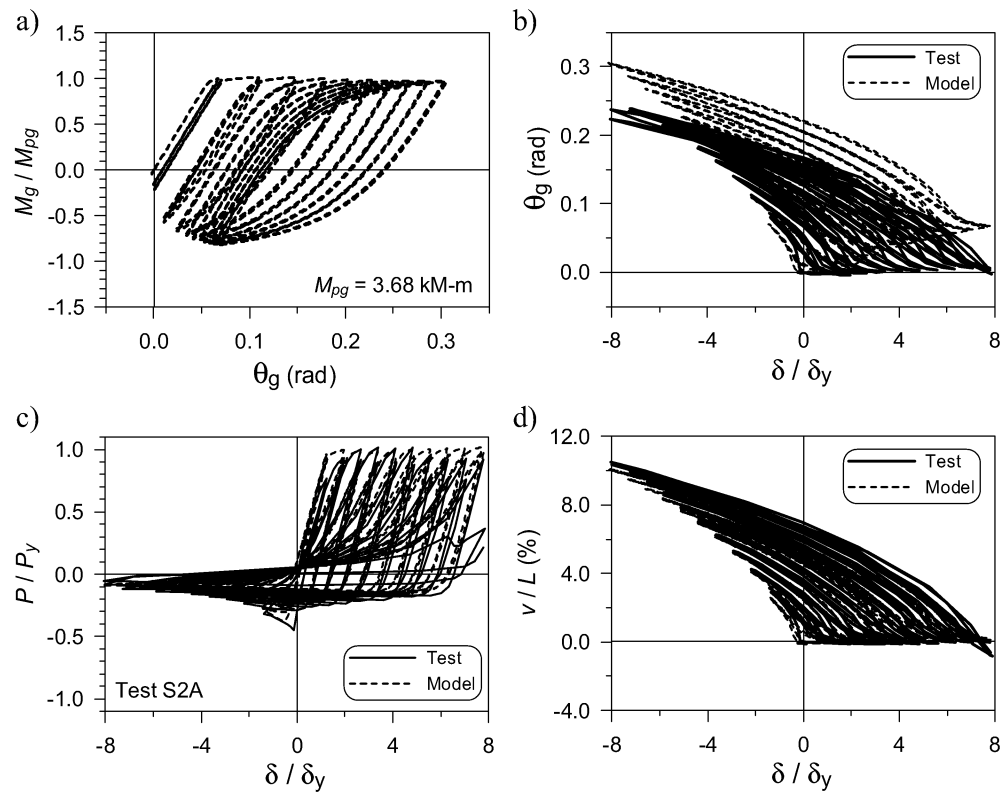 a)
1.5
1.0
0.5
0.0
-0.5
-1.0
-1.5
Mg / Mpg
Mpg = 3.68 kM-m
0.0 0.1 0.2 0.3
θg (rad)
b)
0.3
0.2
0.1
0.0
θg (rad)
Test
Model
-8 -4 0 4 8
δ / δy
c)
1.0
0.5
0.0
-0.5
-1.0
P / Py
Test
Model
Test S2A
-8 -4 0 4 8
δ / δy
d)
12.0
8.0
4.0
0.0
-4.0
v / L (%)
Test
Model
-8 -4 0 4 8
δ / δy